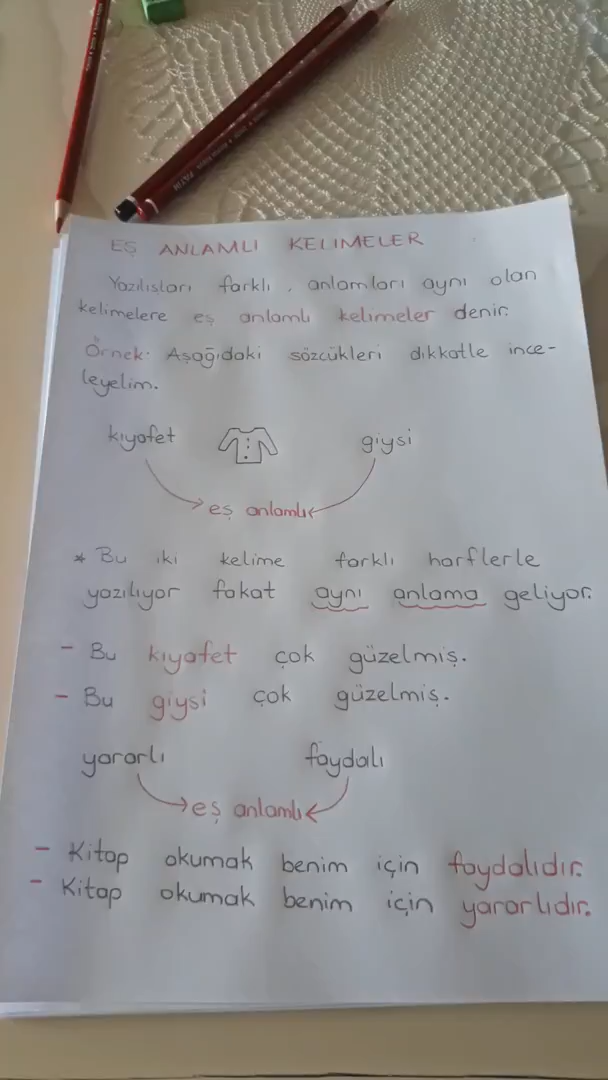 EŞ ANLAMLI KELİMELER
Yazılışları farklı, anlamları aynı olan
kelimelere eş anlamlı kelimeler denir.
Örnek: Aşağıdaki sözcükleri dikkatle ince-
leyelim.
kıyafet giysi
eş anlamlı
* Bu iki kelime farklı harflerle
yazılıyor fakat aynı anlama geliyor.
- Bu kıyafet çok güzelmiş.
- Bu giysi çok güzelmiş.
yararlı faydalı
eş anlamlı
- Kitap okumak benim için faydalıdır.
- Kitap okumak benim için yararlıdır.